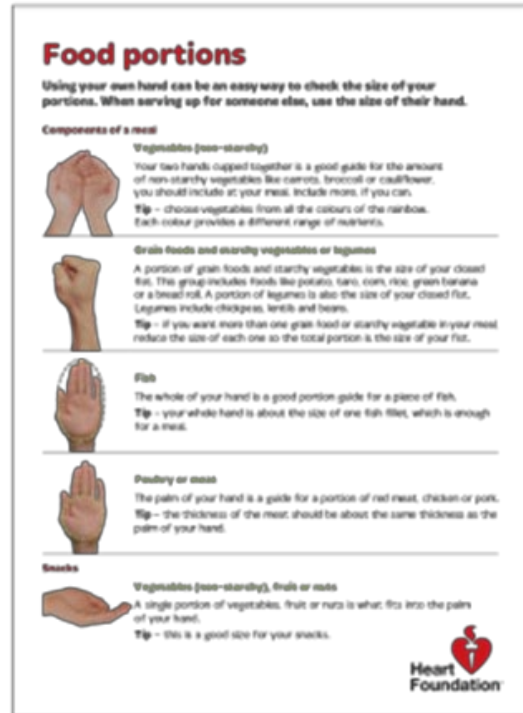 Food portions
Using your own hand can be an easy way to check the size of your
portions. When serving up for someone else, use the size of their hand.
Components of a meal
Vegetables (non-starchy)
Your two hands cupped together is a good guide for the amount
of non-starchy vegetables like carrots, broccoli or cauliflower,
you should include at your meal. Include more, if you can.
Tip – choose vegetables from all the colours of the rainbow.
Each colour provides a different range of nutrients.
Grain foods and starchy vegetables or legumes
A portion of grain foods and starchy vegetables is the size of your closed
fist. This group includes foods like potato, taro, corn, rice, green banana
or a bread roll. A portion of legumes is also the size of your closed fist.
Legumes include chickpeas, lentils and beans.
Tip – if you want more than one grain food or starchy vegetable in your meal
reduce the size of each one so the total portion is the size of your fist.
Fish
The whole of your hand is a good portion guide for a piece of fish.
Tip – your whole hand is about the size of one fish fillet, which is enough
for a meal.
Poultry or meat
The palm of your hand is a guide for a portion of red meat, chicken or pork.
Tip – the thickness of the meat should be about the same thickness as the
palm of your hand.
Snacks
Vegetables (non-starchy), fruit or nuts
A single portion of vegetables, fruit or nuts is what fits into the palm
of your hand.
Tip – this is a good size for your snacks.
Heart
Foundation